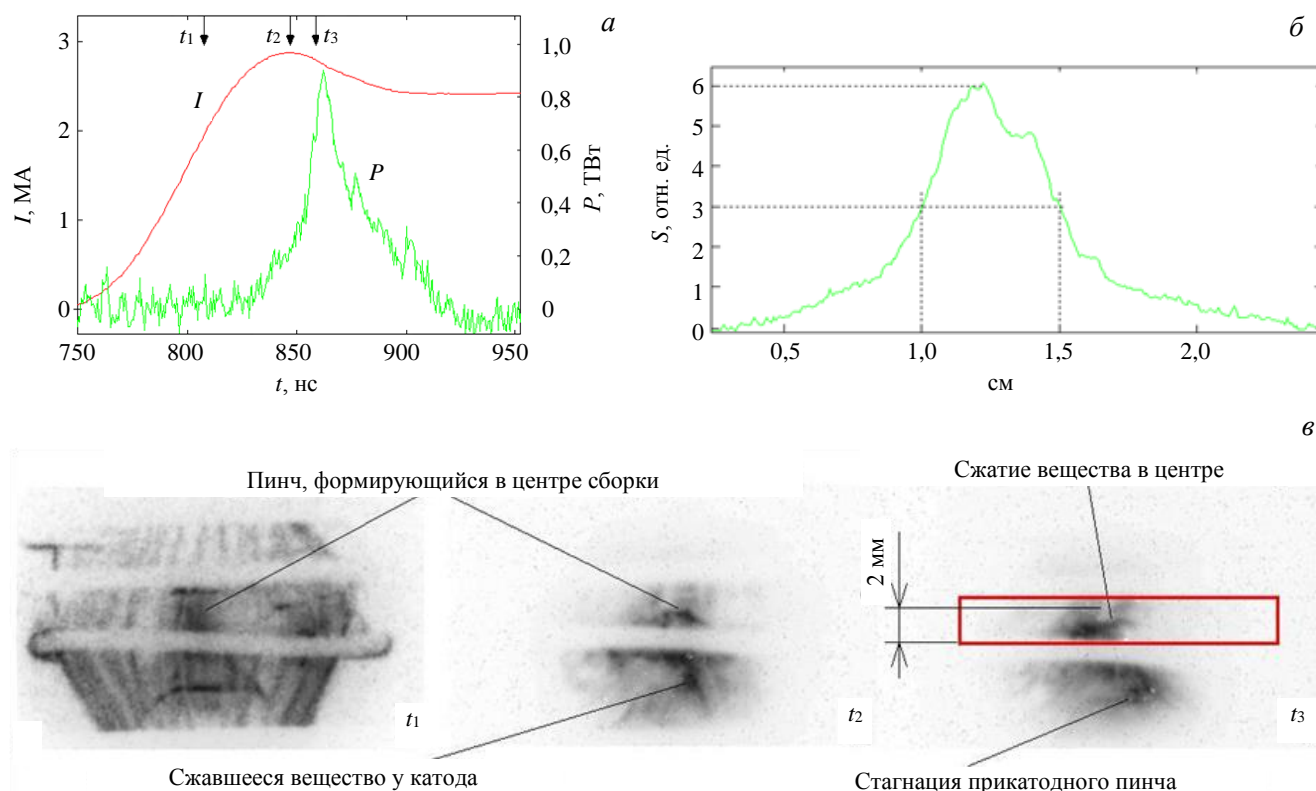 а
t1
t2
t3
I
P
3
2
1
0
I, МА
1,0
0,8
0,6
0,4
0,2
0
P, ТВт
750
800
850
900
950
t, нс
б
6
5
4
3
2
1
0
S, отн. ед.
0,5
1,0
1,5
2,0
см
в
Пинч, формирующийся в центре сборки
Сжатие вещества в центре
2 мм
t1
t2
t3
Сжавшееся вещество у катода
Стагнация прикатодного пинча